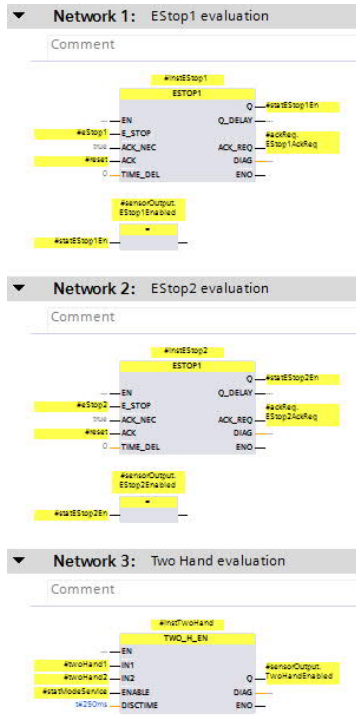 Network 1: EStop1 evaluation
Comment
#instEStop1
ESTOP1
Q #statEStop1En
... EN Q_DELAY ...
#eStop1 E_STOP #ackReq.
true ACK_NEC ACK_REQ EStop1AckReq
#reset ACK DIAG ...
0 TIME_DEL ENO
#sensorOutput.
EStop1Enabled
=
#statEStop1En
Network 2: EStop2 evaluation
Comment
#instEStop2
ESTOP1
Q #statEStop2En
... EN Q_DELAY ...
#eStop2 E_STOP #ackReq.
true ACK_NEC ACK_REQ EStop2AckReq
#reset ACK DIAG ...
0 TIME_DEL ENO
#sensorOutput.
EStop2Enabled
=
#statEStop2En
Network 3: Two Hand evaluation
Comment
#instTwoHand
TWO_H_EN
... EN
#twoHand1 IN1 #sensorOutput.
#twoHand2 IN2 Q TwoHandEnabled
#statModeService ENABLE DIAG ...
t#250ms DISCTIME ENO